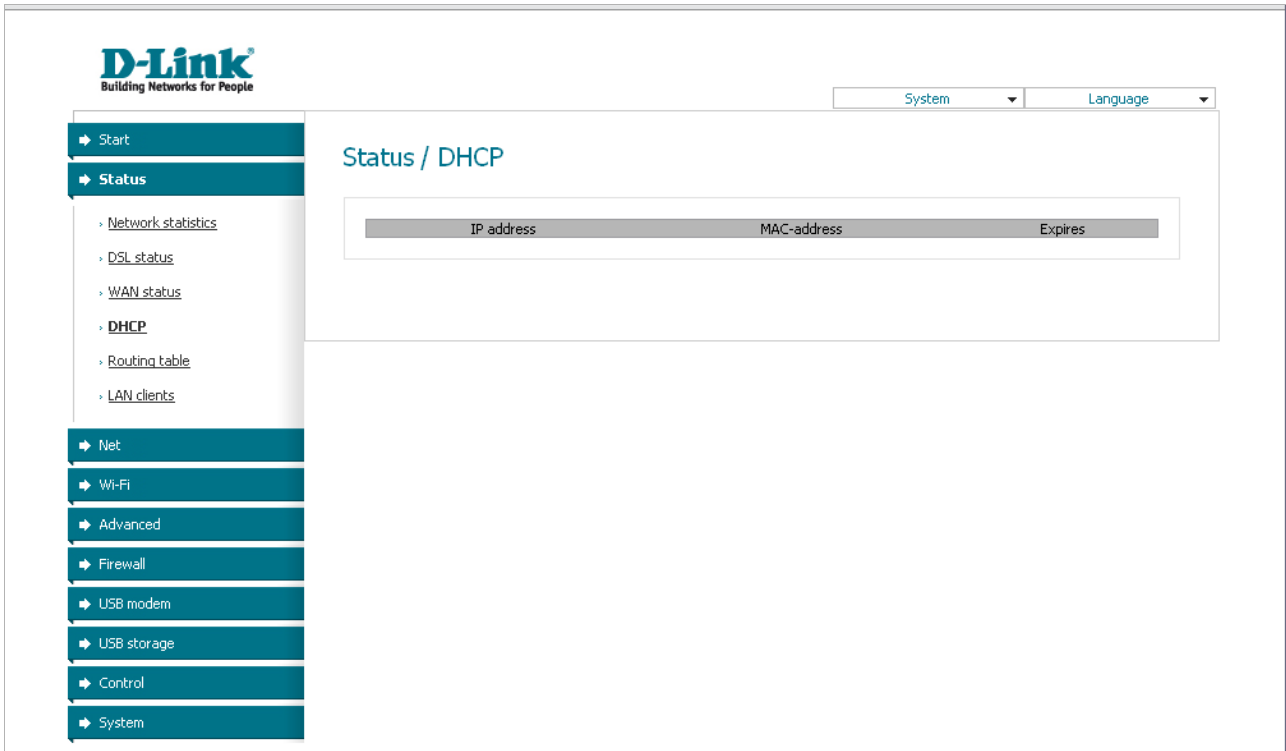 D-Link
Building Networks for People
System
Language
Start
Status
Network statistics
DSL status
WAN status
DHCP
Routing table
LAN clients
Net
Wi-Fi
Advanced
Firewall
USB modem
USB storage
Control
System
Status / DHCP
IP address MAC-address Expires